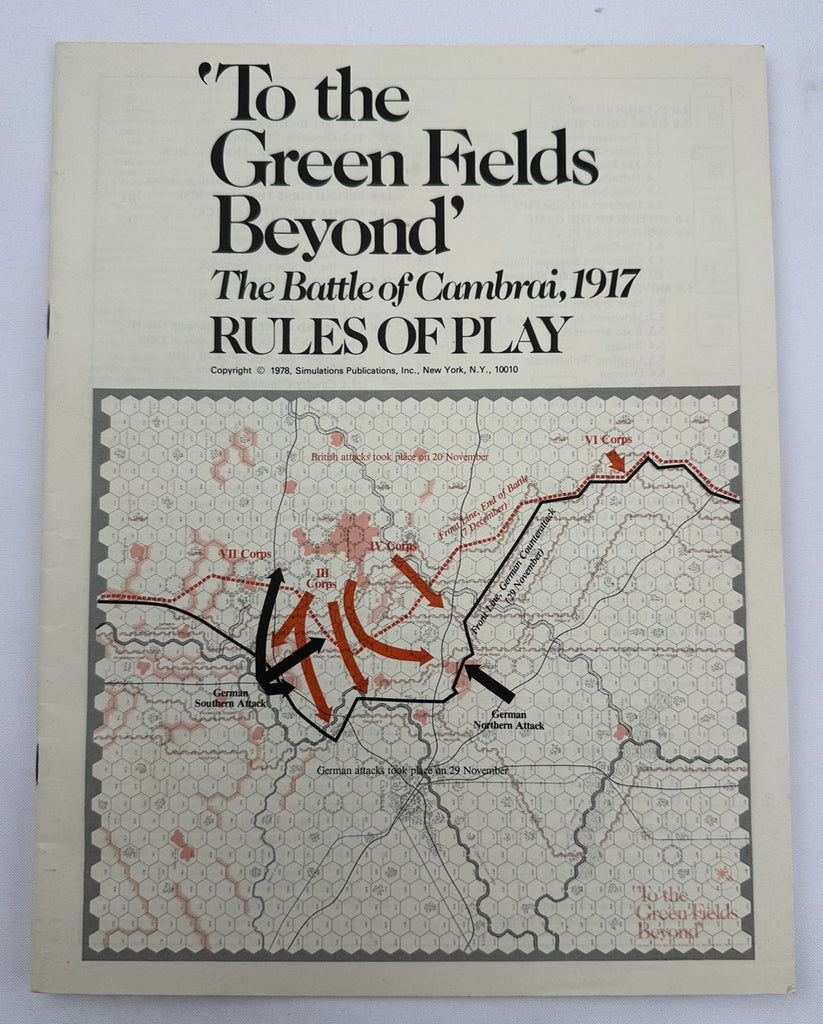 ‘To the
Green Fields
Beyond’
The Battle of Cambrai, 1917
RULES OF PLAY
Copyright © 1978, Simulations Publications, Inc., New York, N.Y., 10010
VI Corps
British attacks took place on 20 November
Front Line, End of Battle
(7 December)
VII Corps
III
Corps
IV Corps
Front Line, German Counterattack
(29 November)
German
Southern Attack
German
Northern Attack
German attacks took place on 29 November
‘To the
Green Fields
Beyond’